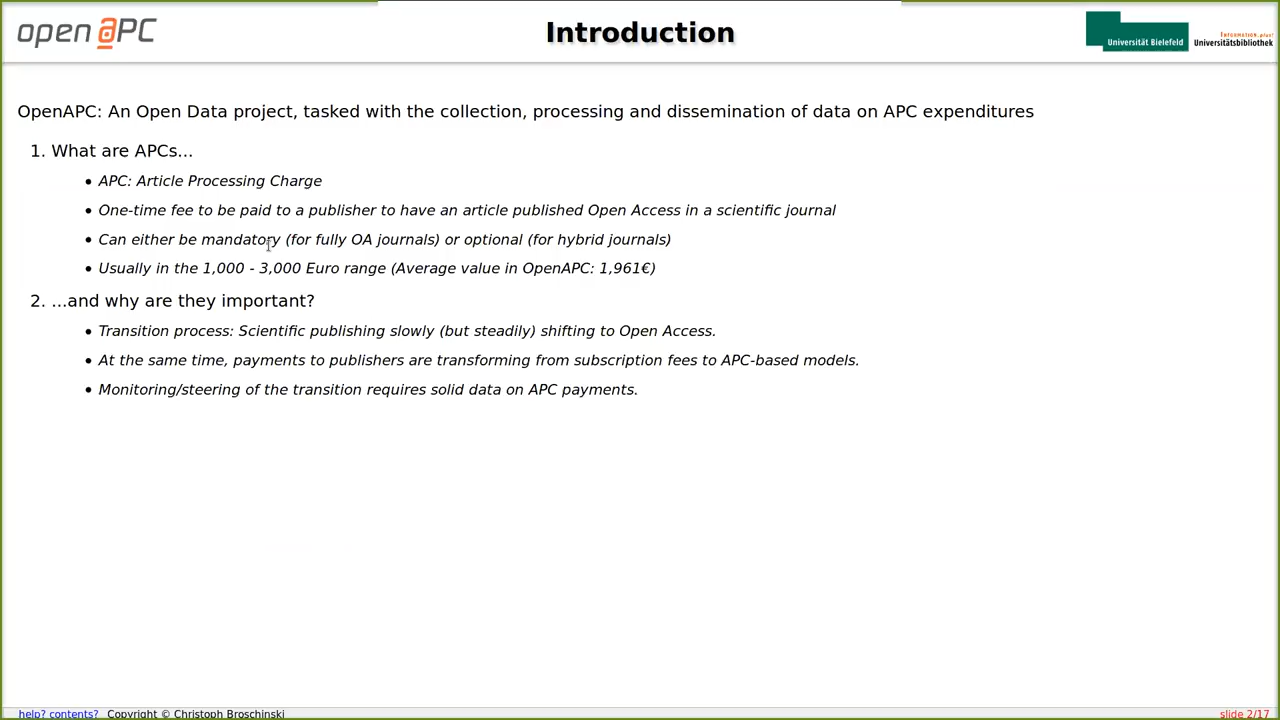 open aPC
Introduction
Universität Bielefeld
Information.plus!
Universitätsbibliothek
OpenAPC: An Open Data project, tasked with the collection, processing and dissemination of data on APC expenditures
1. What are APCs...
• APC: Article Processing Charge
• One-time fee to be paid to a publisher to have an article published Open Access in a scientific journal
• Can either be mandatory (for fully OA journals) or optional (for hybrid journals)
• Usually in the 1,000 - 3,000 Euro range (Average value in OpenAPC: 1,961€)
2. ...and why are they important?
• Transition process: Scientific publishing slowly (but steadily) shifting to Open Access.
• At the same time, payments to publishers are transforming from subscription fees to APC-based models.
• Monitoring/steering of the transition requires solid data on APC payments.
help? contents? Copyright © Christoph Broschinski
slide 2/17